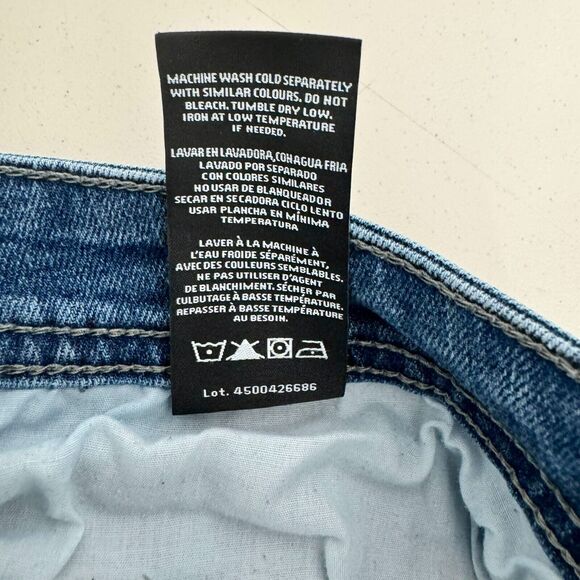 MACHINE WASH COLD SEPARATELY
WITH SIMILAR COLOURS. DO NOT
BLEACH. TUMBLE DRY LOW.
IRON AT LOW TEMPERATURE
IF NEEDED.
LAVAR EN LAVADORA, CON AGUA FRIA
LAVADO POR SEPARADO
CON COLORES SIMILARES
NO USAR DE BLANQUEADOR
SECAR EN SECADORA CICLO LENTO
USAR PLANCHA EN MÍNIMA
TEMPERATURA
LAVER À LA MACHINE À
L'EAU FROIDE SÉPARÉMENT,
AVEC DES COULEURS SEMBLABLES.
NE PAS UTILISER D'AGENT
DE BLANCHIMENT. SÉCHER PAR
CULBUTAGE À BASSE TEMPÉRATURE.
REPASSER À BASSE TEMPÉRATURE
AU BESOIN.
Lot. 4500426686